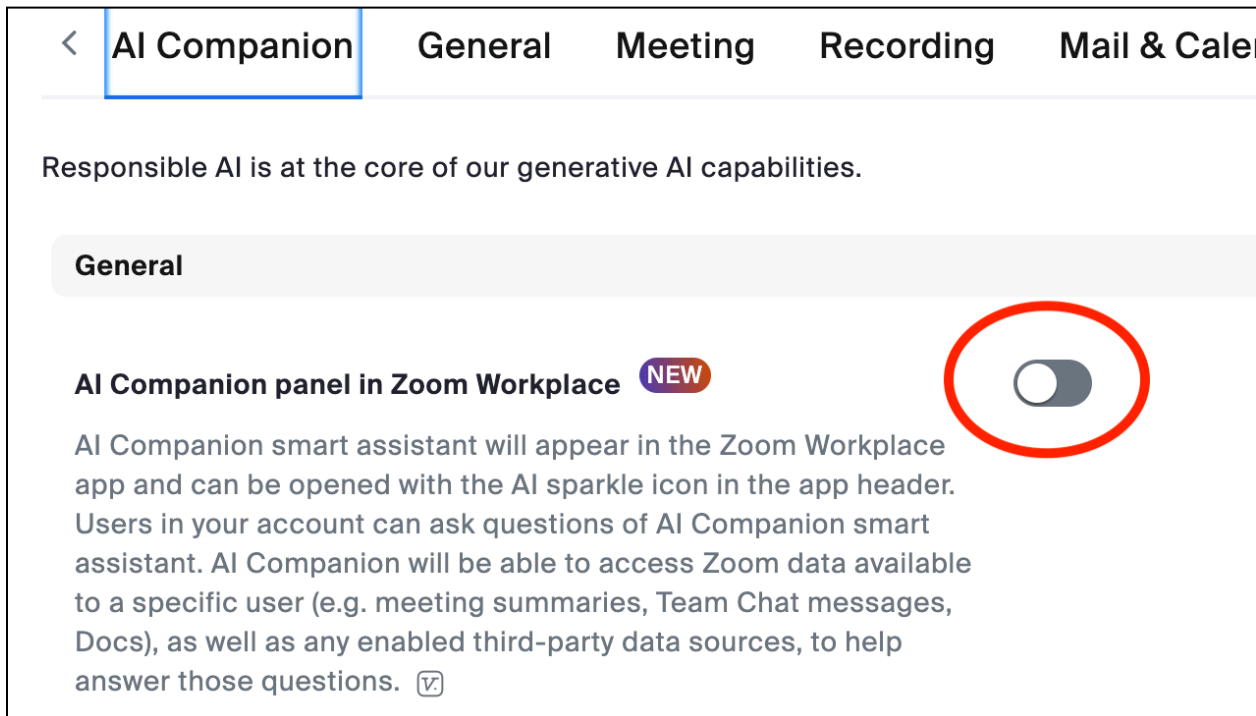 AI Companion General Meeting Recording Mail &
Responsible AI is at the core of our generative AI capabilities.
General
AI Companion panel in Zoom Workplace NEW
AI Companion smart assistant will appear in the Zoom Workplace
app and can be opened with the AI sparkle icon in the app header.
Users in your account can ask questions of AI Companion smart
assistant. AI Companion will be able to access Zoom data available
to a specific user (e.g. meeting summaries, Team Chat messages,
Docs), as well as any enabled third-party data sources, to help
answer those questions.